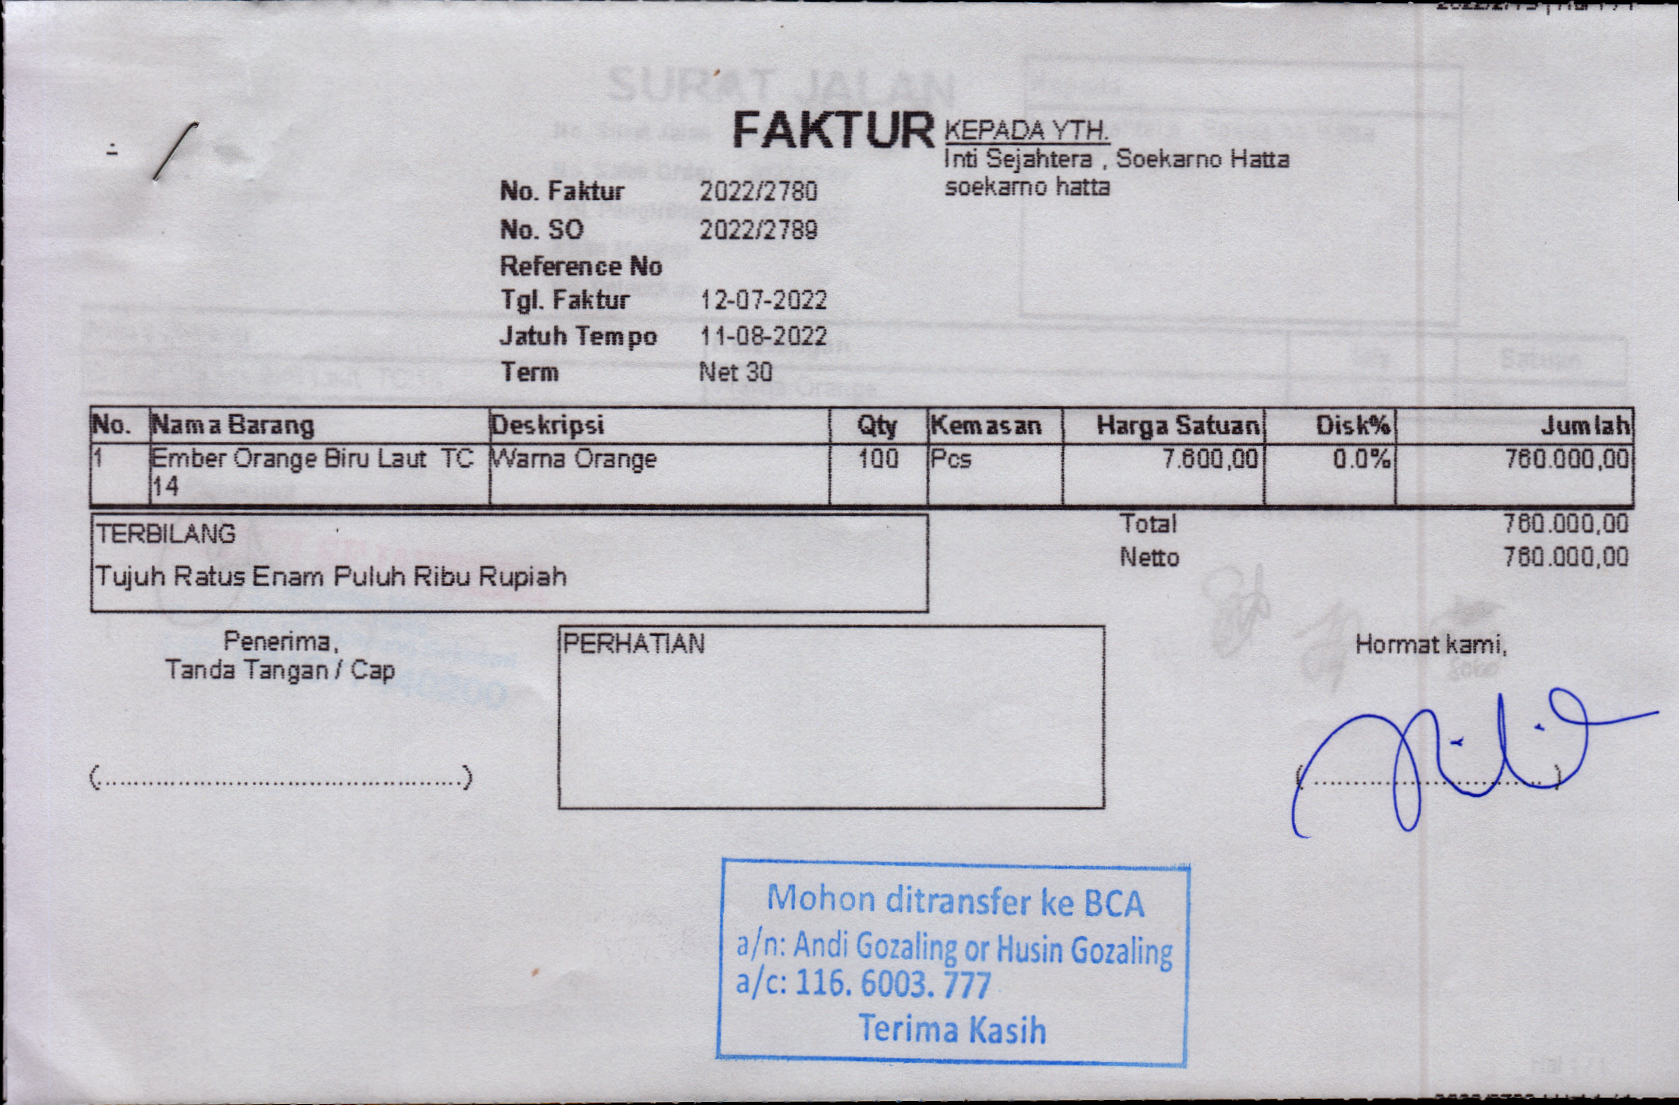 FAKTUR
KEPADA YTH.
Inti Sejahtera , Soekarno Hatta
soekarno hatta
No. Faktur 2022/2780
No. SO 2022/2789
Reference No
Tgl. Faktur 12-07-2022
Jatuh Tempo 11-08-2022
Term Net 30
No. Nama Barang Deskripsi Qty Kemasan Harga Satuan Disk% Jumlah
1 Ember Orange Biru Laut TC Warna Orange 100 Pcs 7.600,00 0.0% 760.000,00
14
TERBILANG
Tujuh Ratus Enam Puluh Ribu Rupiah
Total 760.000,00
Netto 760.000,00
Penerima,
Tanda Tangan / Cap
(............................................)
PERHATIAN
Hormat kami,
(..............................)
Mohon ditransfer ke BCA
a/n: Andi Gozaling or Husin Gozaling
a/c: 116. 6003. 777
Terima Kasih